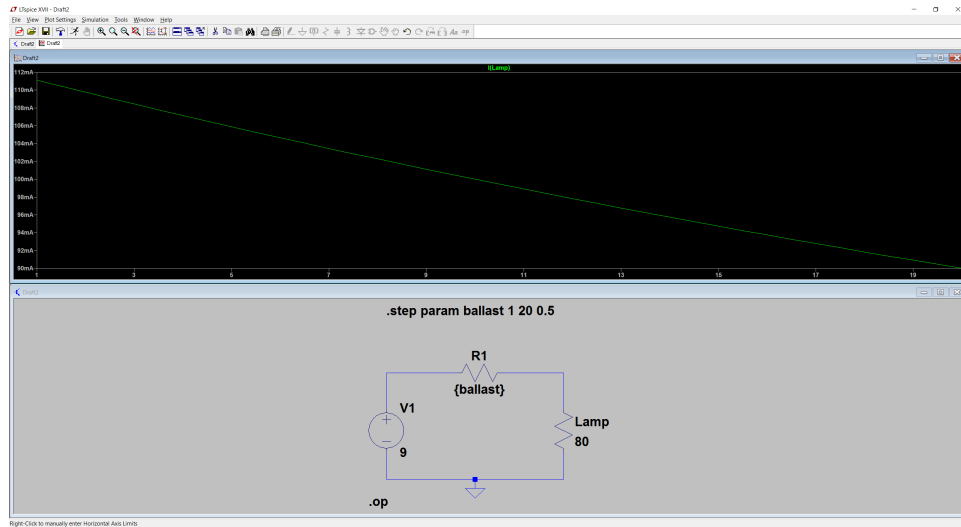 LTspice XVII - Draft2
File View Plot Settings Simulation Tools Window Help
Draft2 Draft2
Draft2
I(Lamp)
112mA
110mA
108mA
106mA
104mA
102mA
100mA
98mA
96mA
94mA
92mA
90mA
1 3 5 7 9 11 13 15 17 19
Draft2
.step param ballast 1 20 0.5
R1
{ballast}
V1
Lamp
80
9
.op
Right-Click to manually enter Horizontal Axis Limits